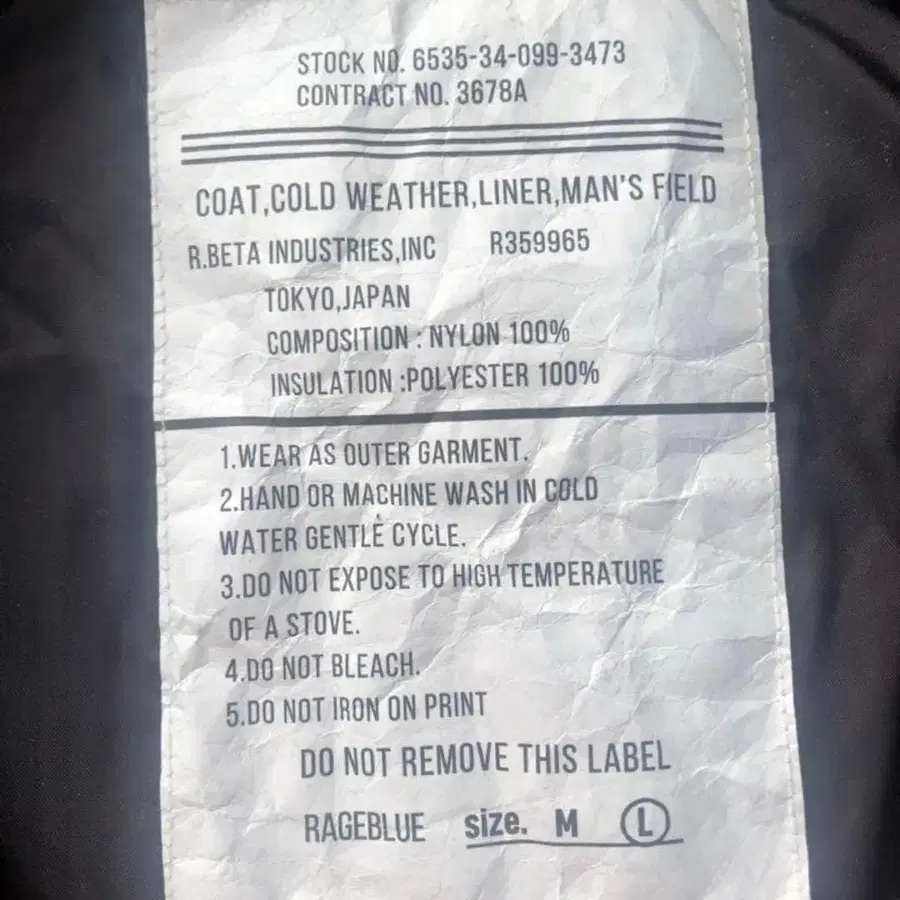 STOCK NO. 6535-34-099-3473
CONTRACT NO. 3678A
COAT,COLD WEATHER,LINER,MAN'S FIELD
R.BETA INDUSTRIES,INC R359965
TOKYO,JAPAN
COMPOSITION : NYLON 100%
INSULATION :POLYESTER 100%
1.WEAR AS OUTER GARMENT.
2.HAND OR MACHINE WASH IN COLD
WATER GENTLE CYCLE.
3.DO NOT EXPOSE TO HIGH TEMPERATURE
OF A STOVE.
4.DO NOT BLEACH.
5.DO NOT IRON ON PRINT
DO NOT REMOVE THIS LABEL
RAGEBLUE size. M L